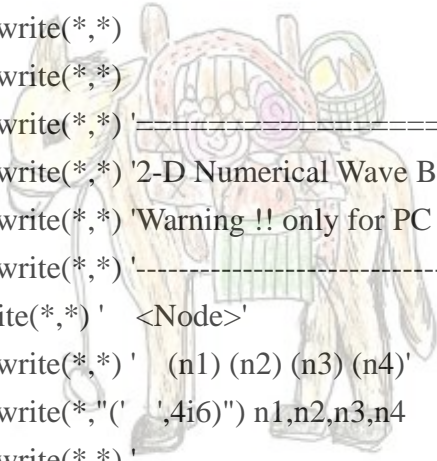 write(*,*)
write(*,*)
write(*,*) '==================
write(*,*) '2-D Numerical Wave B
write(*,*) 'Warning !! only for PC
write(*,*) '----------------------------
ite(*,*) '    <Node>'
write(*,*) '    (n1) (n2) (n3) (n4)'
write(*,"('    ',4i6)") n1,n2,n3,n4
write(*,*) '